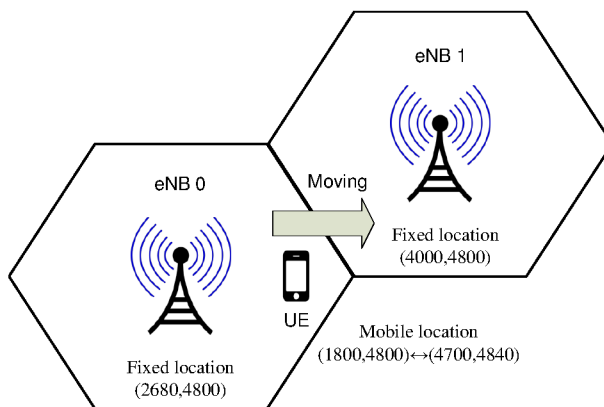 eNB 1
eNB 0
Moving
Fixed location
(4000,4800)
UE
Mobile location
(1800,4800)↔(4700,4840)
Fixed location
(2680,4800)